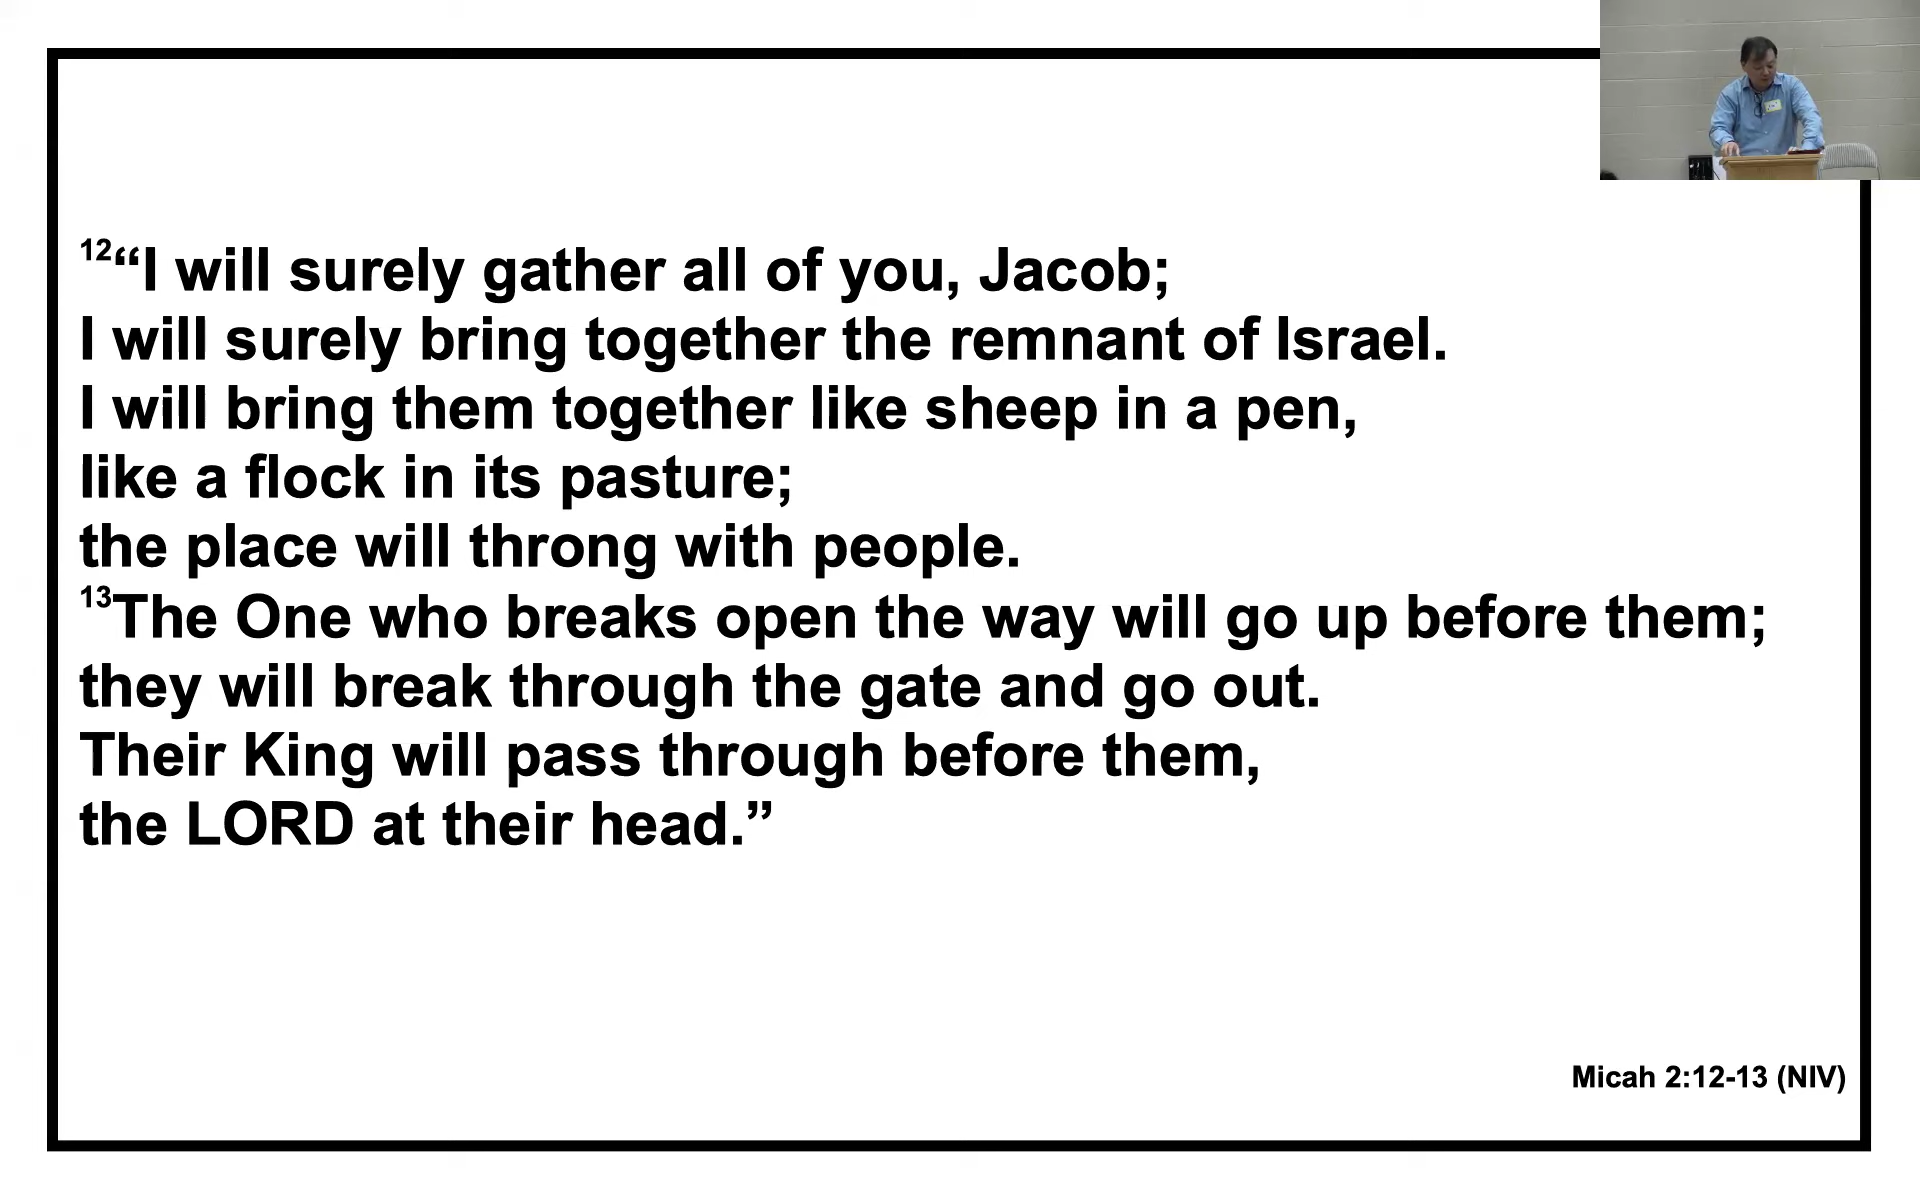 12“I will surely gather all of you, Jacob;
I will surely bring together the remnant of Israel.
I will bring them together like sheep in a pen,
like a flock in its pasture;
the place will throng with people.
13The One who breaks open the way will go up before them;
they will break through the gate and go out.
Their King will pass through before them,
the LORD at their head.”
Micah 2:12-13 (NIV)